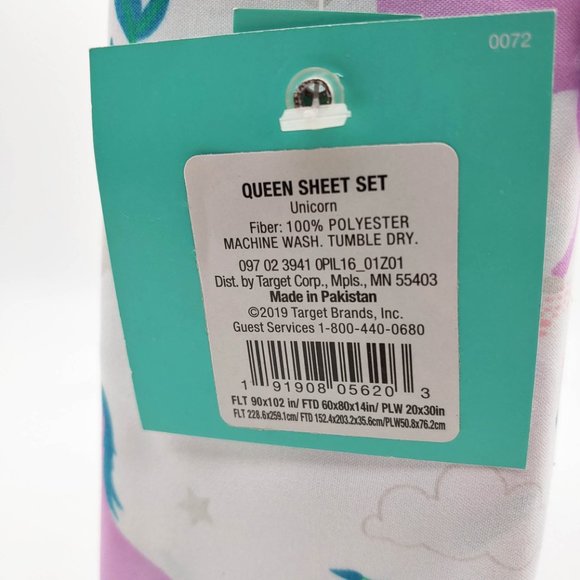 0072
QUEEN SHEET SET
Unicorn
Fiber: 100% POLYESTER
MACHINE WASH. TUMBLE DRY.
097 02 3941 0PIL16_01Z01
Dist. by Target Corp., Mpls., MN 55403
Made in Pakistan
©2019 Target Brands, Inc.
Guest Services 1-800-440-0680
1 91908 05620 3
FLT 90x102 in/ FTD 60x80x14in/ PLW 20x30in
FLT 228.6x259.1cm/ FTD 152.4x203.2x35.6cm/PLW50.8x76.2cm